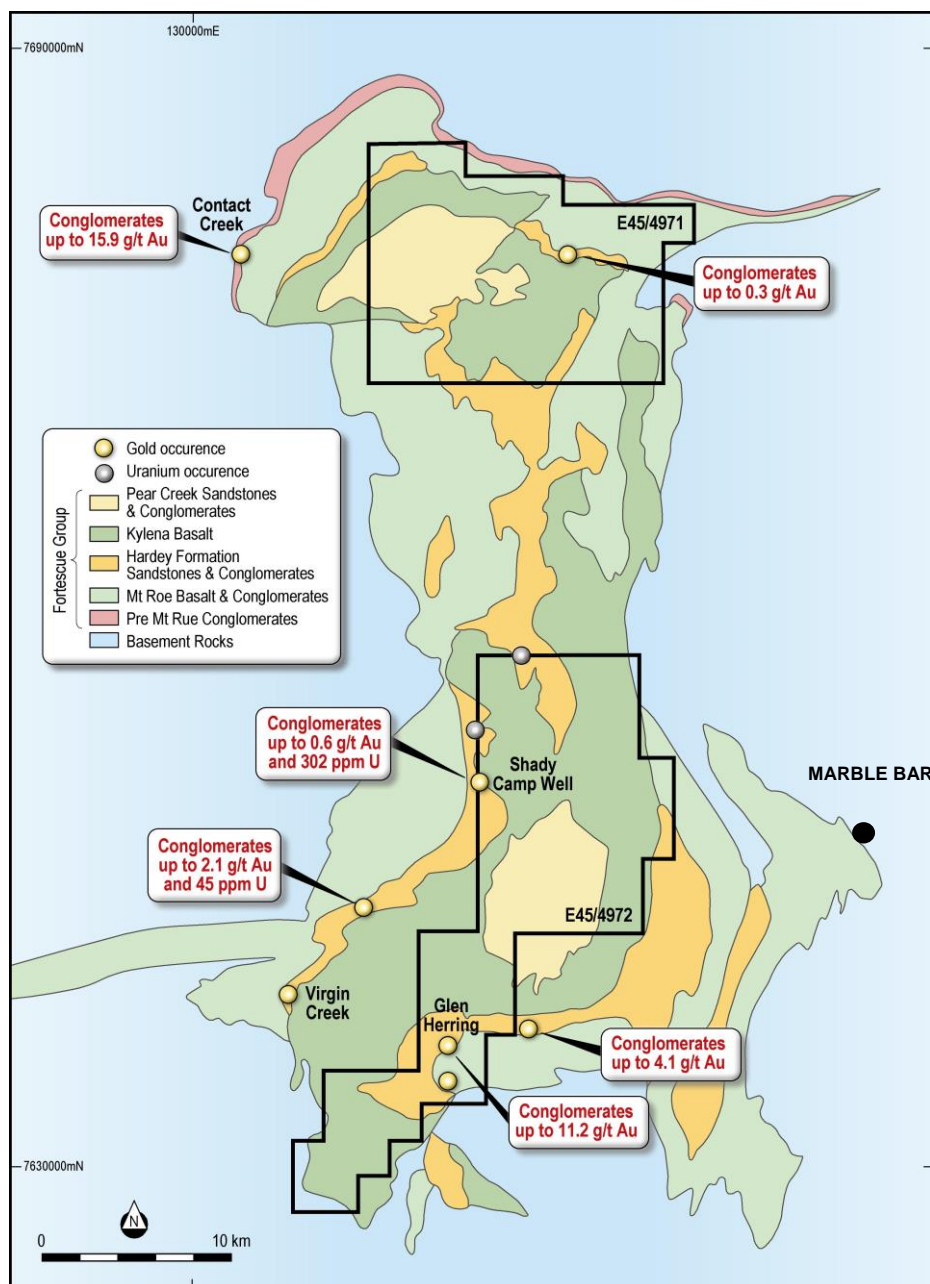 130000mE
7690000mN
Contact
Creek
Conglomerates
up to 15.9 g/t Au
E45/4971
Conglomerates
up to 0.3 g/t Au
Gold occurence
Uranium occurence
Fortescue Group
Pear Creek Sandstones
& Conglomerates
Kylena Basalt
Hardey Formation
Sandstones & Conglomerates
Mt Roe Basalt & Conglomerates
Pre Mt Rue Conglomerates
Basement Rocks
Conglomerates
up to 0.6 g/t Au
and 302 ppm U
Shady
Camp Well
MARBLE BAR
Conglomerates
up to 2.1 g/t Au
and 45 ppm U
E45/4972
Virgin
Creek
Glen
Herring
Conglomerates
up to 4.1 g/t Au
Conglomerates
up to 11.2 g/t Au
7630000mN
N
0
10 km